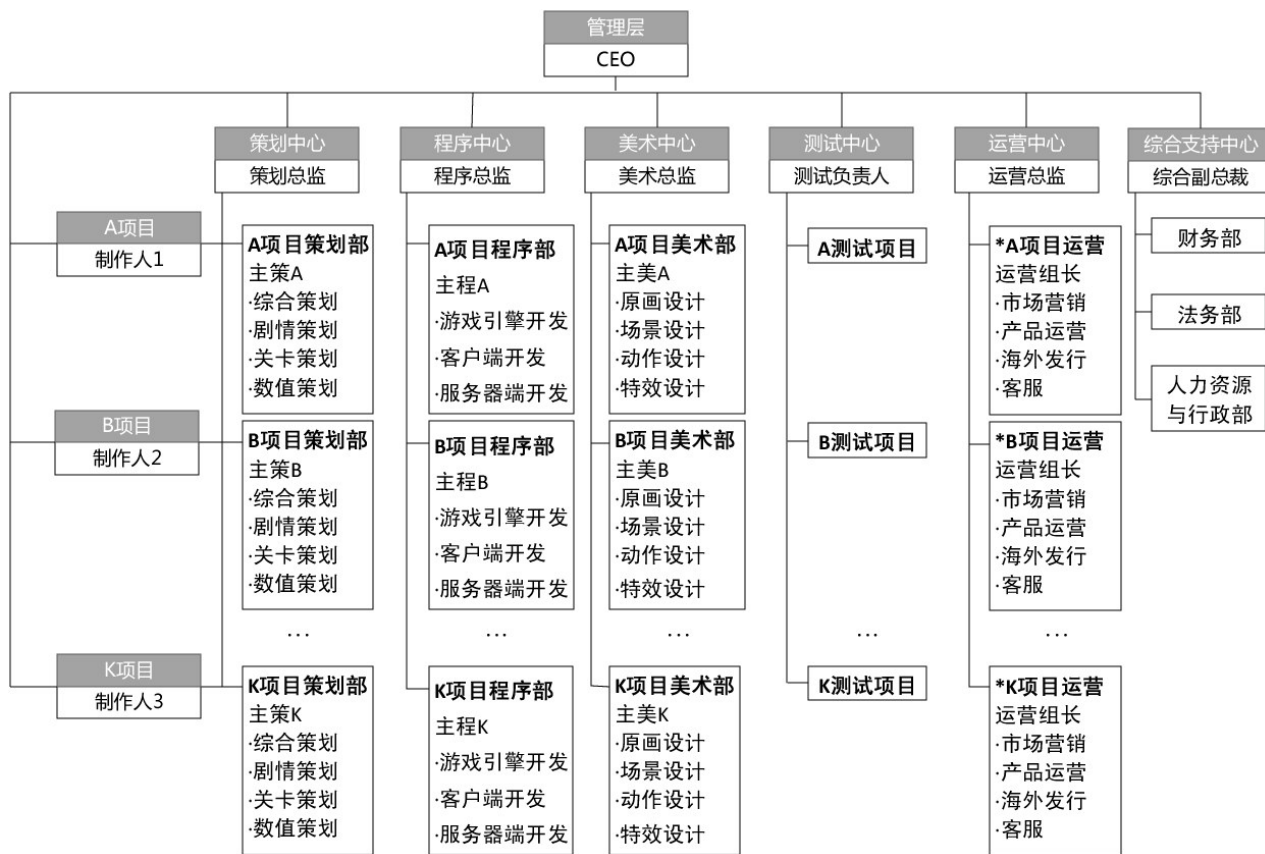 管理层
CEO
策划中心
策划总监
程序中心
程序总监
美术中心
美术总监
测试中心
测试负责人
运营中心
运营总监
综合支持中心
综合副总裁
A项目
制作人1
A项目策划部
主策A
·综合策划
·剧情策划
·关卡策划
·数值策划
A项目程序部
主程A
·游戏引擎开发
·客户端开发
·服务器端开发
A项目美术部
主美A
·原画设计
·场景设计
·动作设计
·特效设计
A测试项目
*A项目运营
运营组长
·市场营销
·产品运营
·海外发行
·客服
财务部
法务部
人力资源
与行政部
B项目
制作人2
B项目策划部
主策B
·综合策划
·剧情策划
·关卡策划
·数值策划
B项目程序部
主程B
·游戏引擎开发
·客户端开发
·服务器端开发
B项目美术部
主美B
·原画设计
·场景设计
·动作设计
·特效设计
B测试项目
*B项目运营
运营组长
·市场营销
·产品运营
·海外发行
·客服
...
...
...
...
...
K项目
制作人3
K项目策划部
主策K
·综合策划
·剧情策划
·关卡策划
·数值策划
K项目程序部
主程K
·游戏引擎开发
·客户端开发
·服务器端开发
K项目美术部
主美K
·原画设计
·场景设计
·动作设计
·特效设计
K测试项目
*K项目运营
运营组长
·市场营销
·产品运营
·海外发行
·客服